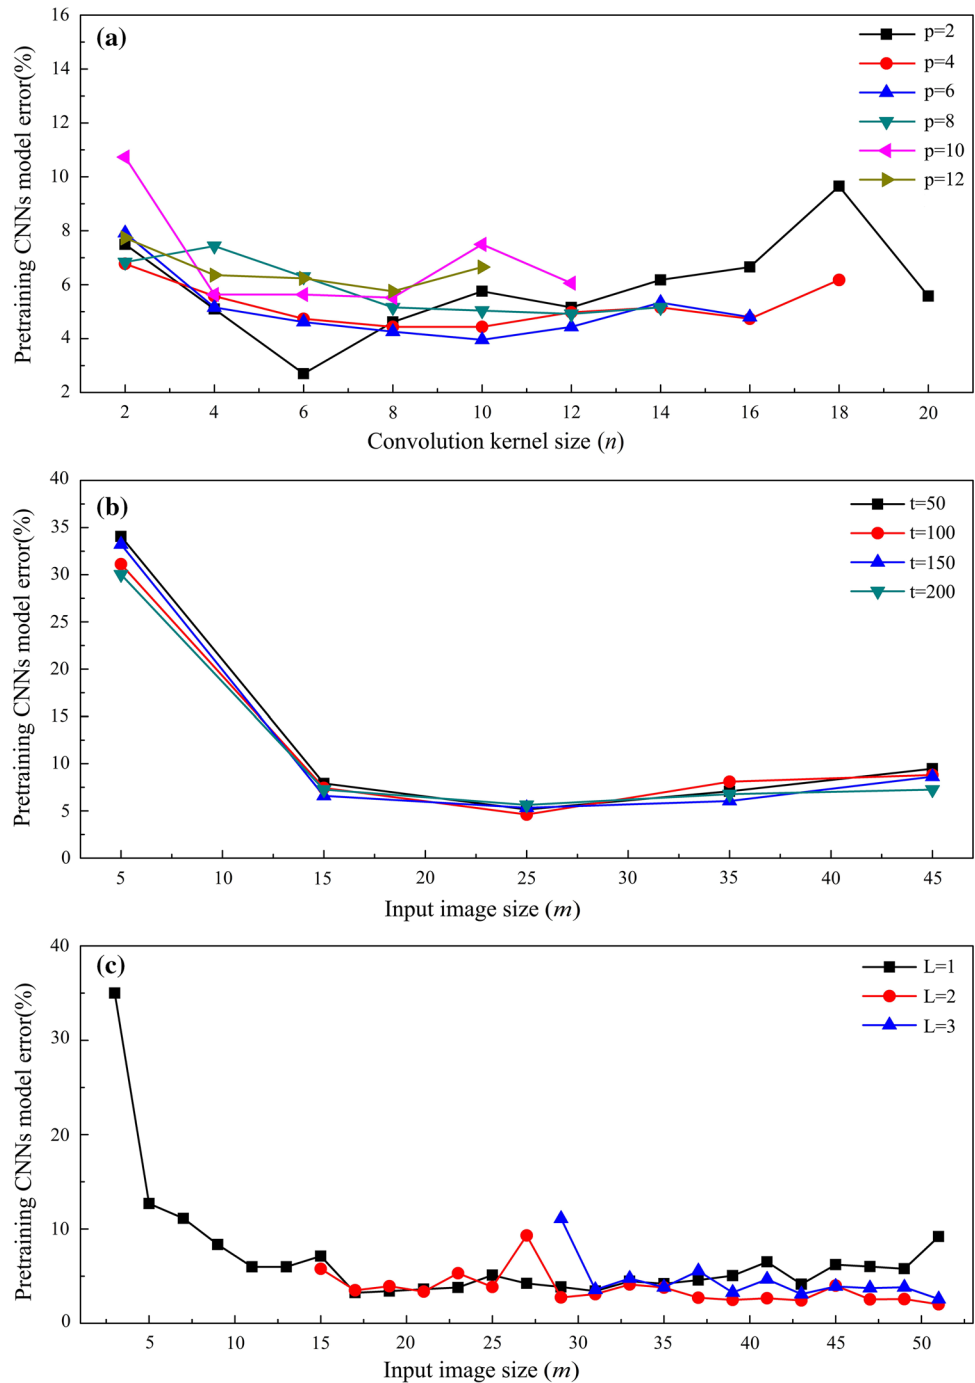 (a)
p=2
p=4
p=6
p=8
p=10
p=12
Pretraining CNNs model error(%)
16
14
12
10
8
6
4
2
2 4 6 8 10 12 14 16 18 20
Convolution kernel size (n)
(b)
t=50
t=100
t=150
t=200
Pretraining CNNs model error(%)
40
35
30
25
20
15
10
5
0
5 10 15 20 25 30 35 40 45
Input image size (m)
(c)
L=1
L=2
L=3
Pretraining CNNs model error(%)
40
30
20
10
0
5 10 15 20 25 30 35 40 45 50
Input image size (m)